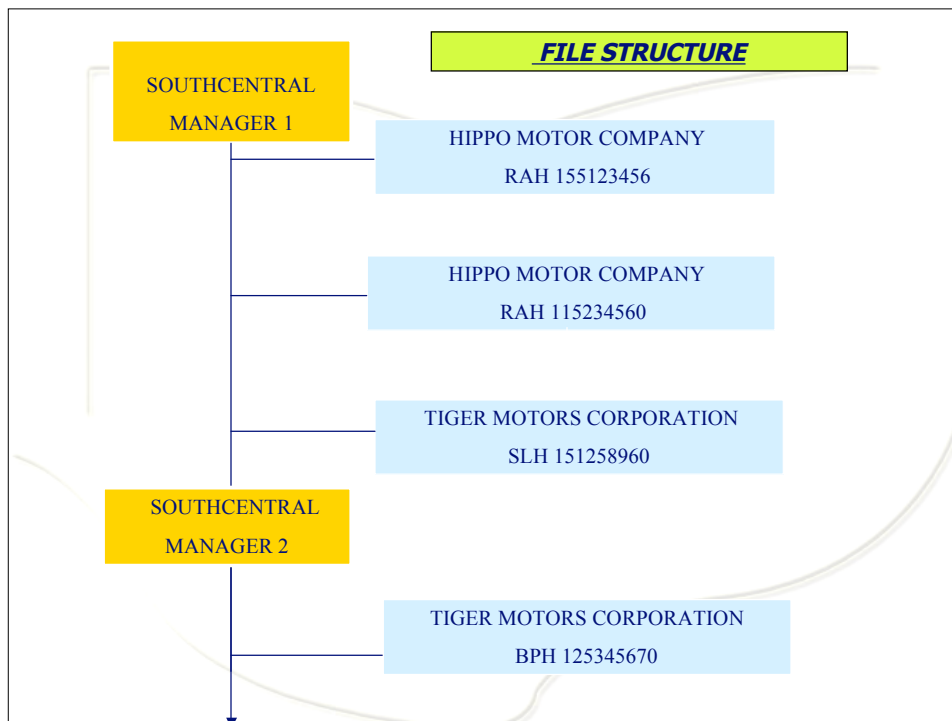 FILE STRUCTURE
SOUTHCENTRAL
MANAGER 1
HIPPO MOTOR COMPANY
RAH 155123456
HIPPO MOTOR COMPANY
RAH 115234560
TIGER MOTORS CORPORATION
SLH 151258960
SOUTHCENTRAL
MANAGER 2
TIGER MOTORS CORPORATION
BPH 125345670